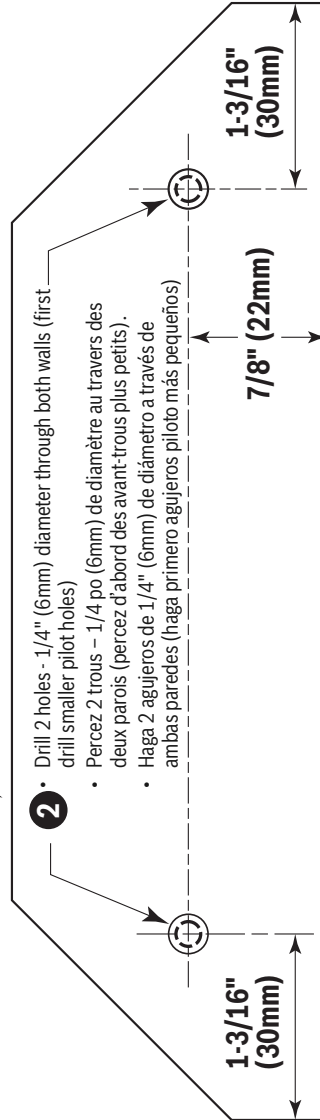 2
• Drill 2 holes - 1/4" (6mm) diameter through both walls (first
drill smaller pilot holes)
• Percez 2 trous – 1/4 po (6mm) de diamètre au travers des
deux parois (percez d'abord des avant-trous plus petits).
• Haga 2 agujeros de 1/4" (6mm) de diámetro a través de
ambas paredes (haga primero agujeros piloto más pequeños)
1-3/16"
(30mm)
7/8" (22mm)
1-3/16"
(30mm)